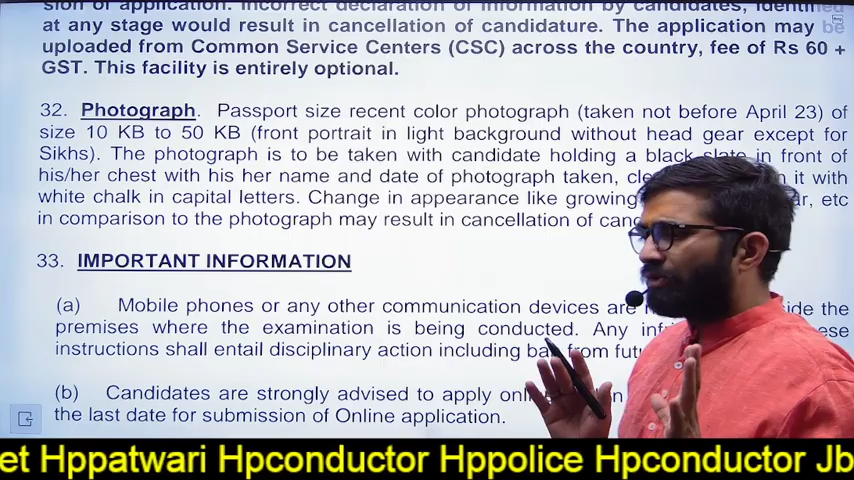 sion of application. Incorrect declaration of information by candidates, identified
at any stage would result in cancellation of candidature. The application may be
uploaded from Common Service Centers (CSC) across the country, fee of Rs 60 +
GST. This facility is entirely optional.
32. Photograph. Passport size recent color photograph (taken not before April 23) of
size 10 KB to 50 KB (front portrait in light background without head gear except for
Sikhs). The photograph is to be taken with candidate holding a black slate in front of
his/her chest with his her name and date of photograph taken, it with
white chalk in capital letters. Change in appearance like growing etc
in comparison to the photograph may result in cancellation of
33. IMPORTANT INFORMATION
(a) Mobile phones or any other communication devices are the
premises where the examination is being conducted. Any
instructions shall entail disciplinary action including from
(b) Candidates are strongly advised to apply
the last date for submission of Online application.
et Hppatwari Hpconductor Hppolice Hpconductor Jb